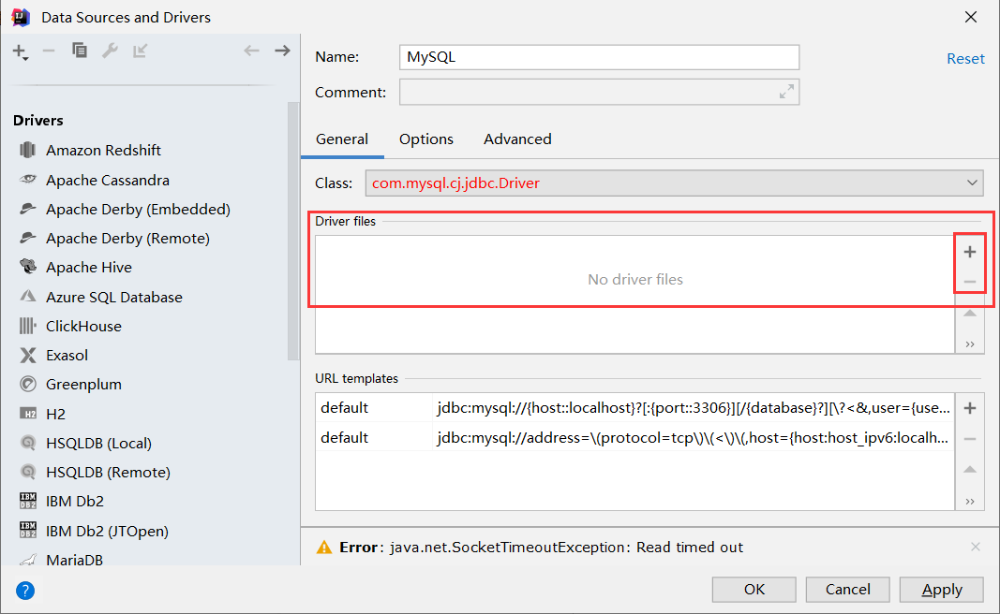 Data Sources and Drivers
Name: MySQL
Reset
Comment:
General Options Advanced
Class: com.mysql.cj.jdbc.Driver
Driver files
No driver files
URL templates
default jdbc:mysql://{host::localhost}?[:{port::3306}][/{database}?][\?<&,user={use...
default jdbc:mysql://address=\(protocol=tcp\)\(<\)\(,host={host:host_ipv6:localh...
Drivers
Amazon Redshift
Apache Cassandra
Apache Derby (Embedded)
Apache Derby (Remote)
Apache Hive
Azure SQL Database
ClickHouse
Exasol
Greenplum
H2
HSQLDB (Local)
HSQLDB (Remote)
IBM Db2
IBM Db2 (JTOpen)
MariaDB
Error: java.net.SocketTimeoutException: Read timed out
OK Cancel Apply